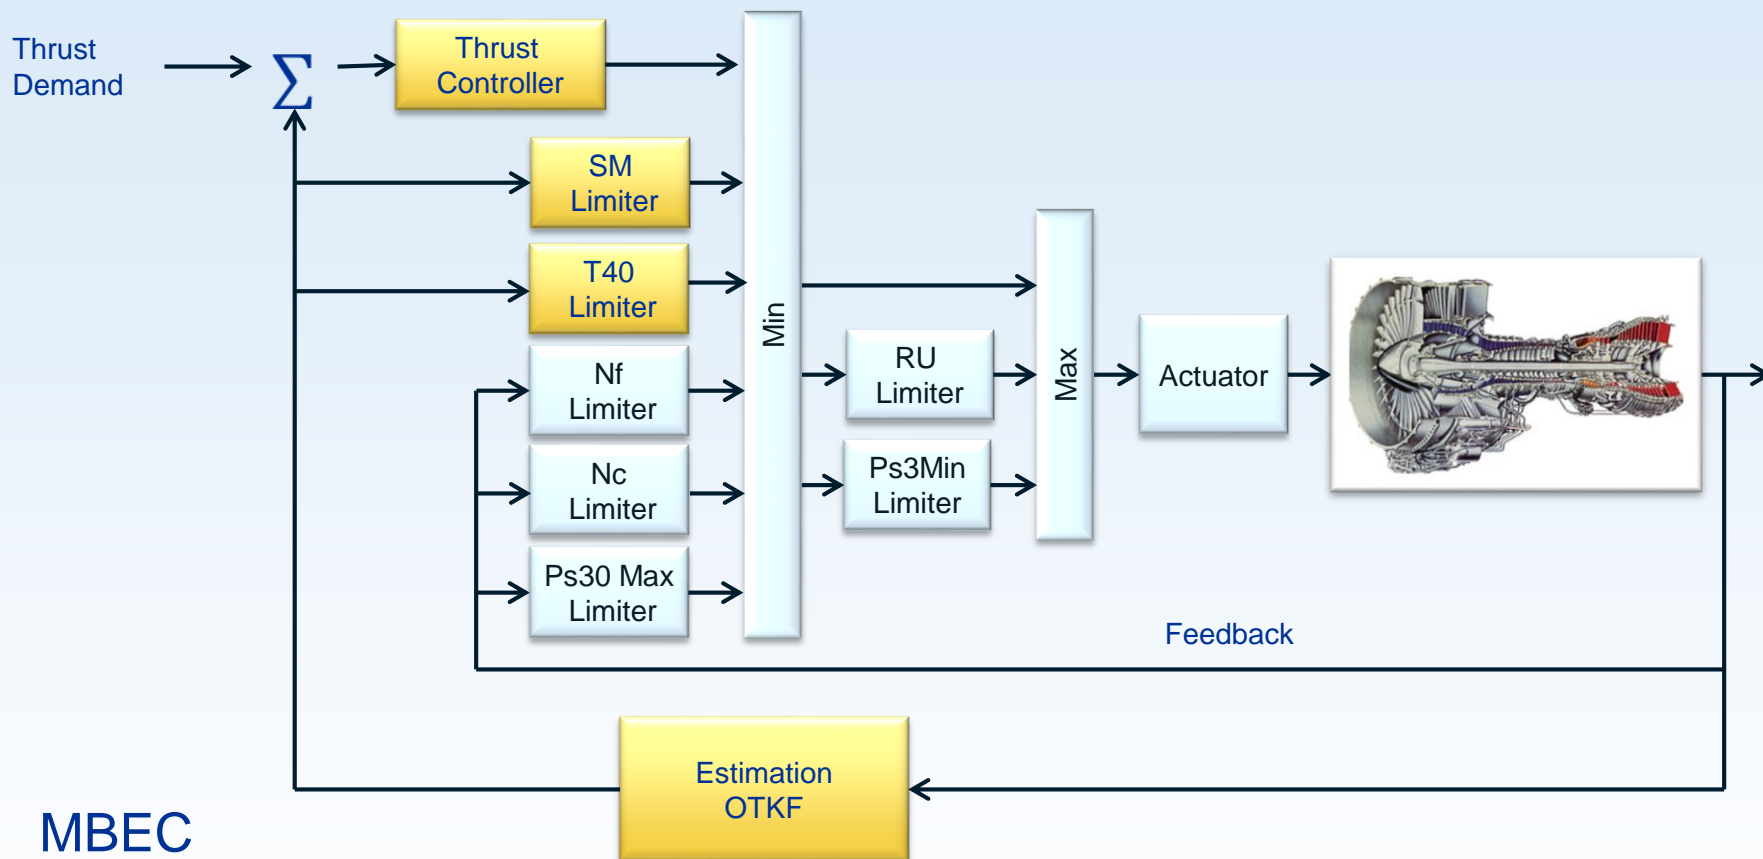 Thrust
Demand
∑
Thrust
Controller
SM
Limiter
T40
Limiter
Nf
Limiter
Nc
Limiter
Ps30 Max
Limiter
Min
RU
Limiter
Ps3Min
Limiter
Max
Actuator
Feedback
Estimation
OTKF
MBEC